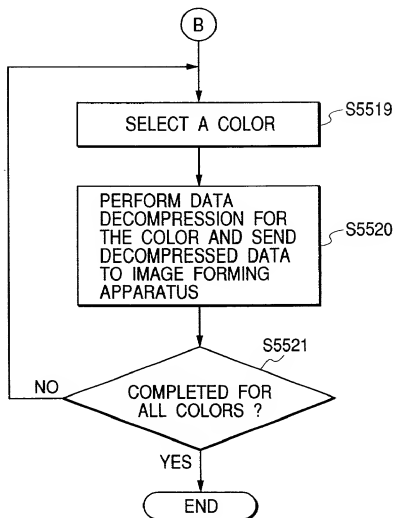 B
SELECT A COLOR
S5519
PERFORM DATA
DECOMPRESSION FOR
THE COLOR AND SEND
DECOMPRESSED DATA
TO IMAGE FORMING
APPARATUS
S5520
S5521
COMPLETED FOR
ALL COLORS ?
NO
YES
END